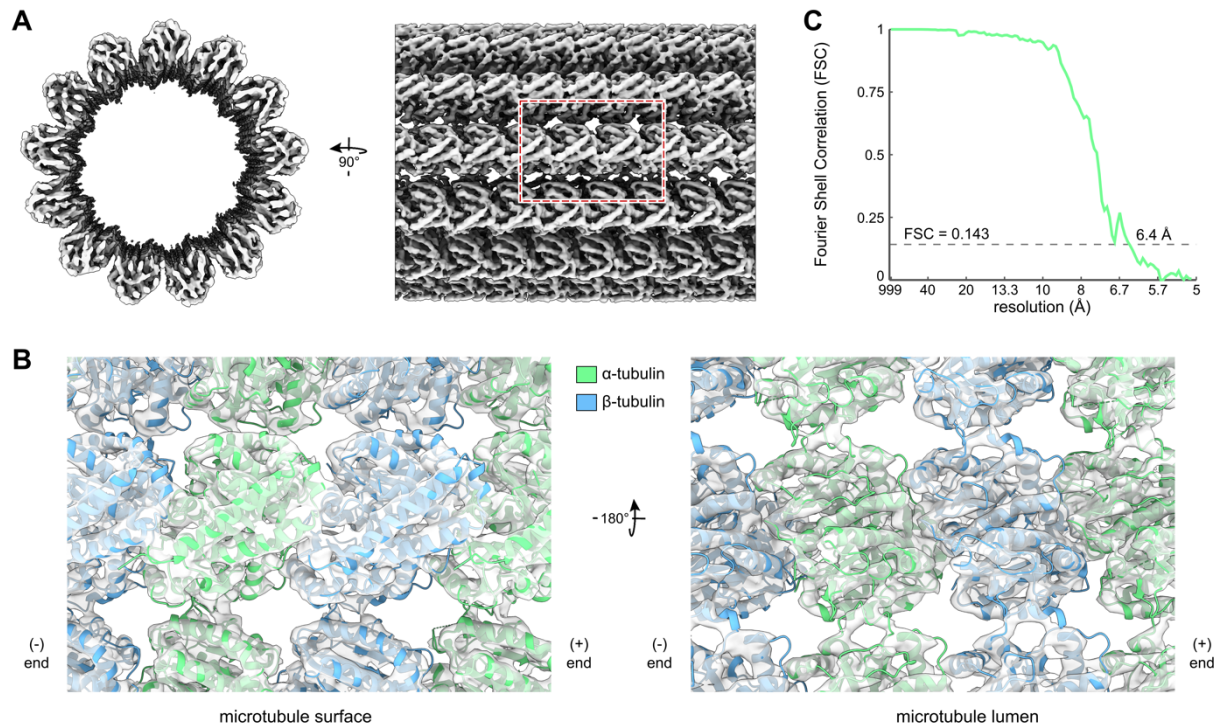 A
90°
C
Fourier Shell Correlation (FSC)
1
0.75
0.5
0.25
0
FSC = 0.143
6.4 Å
999 40 20 13.3 10 8 6.7 5.7 5
resolution (Å)
B
α-tubulin
β-tubulin
180°
(-)
end
(+)
end
(-)
end
(+)
end
microtubule surface
microtubule lumen